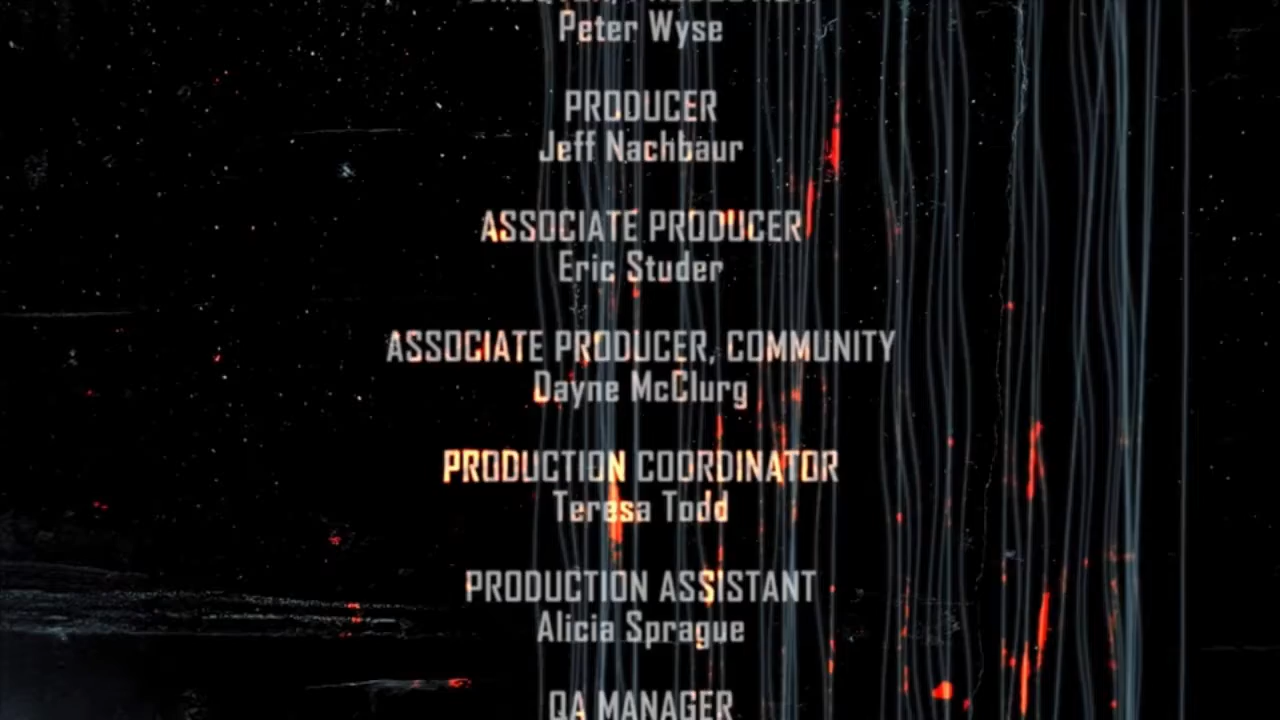 Peter Wyse
PRODUCER
Jeff Nachbaur
ASSOCIATE PRODUCER
Eric Studer
ASSOCIATE PRODUCER, COMMUNITY
Dayne McClurg
PRODUCTION COORDINATOR
Teresa Todd
PRODUCTION ASSISTANT
Alicia Sprague
QA MANAGER